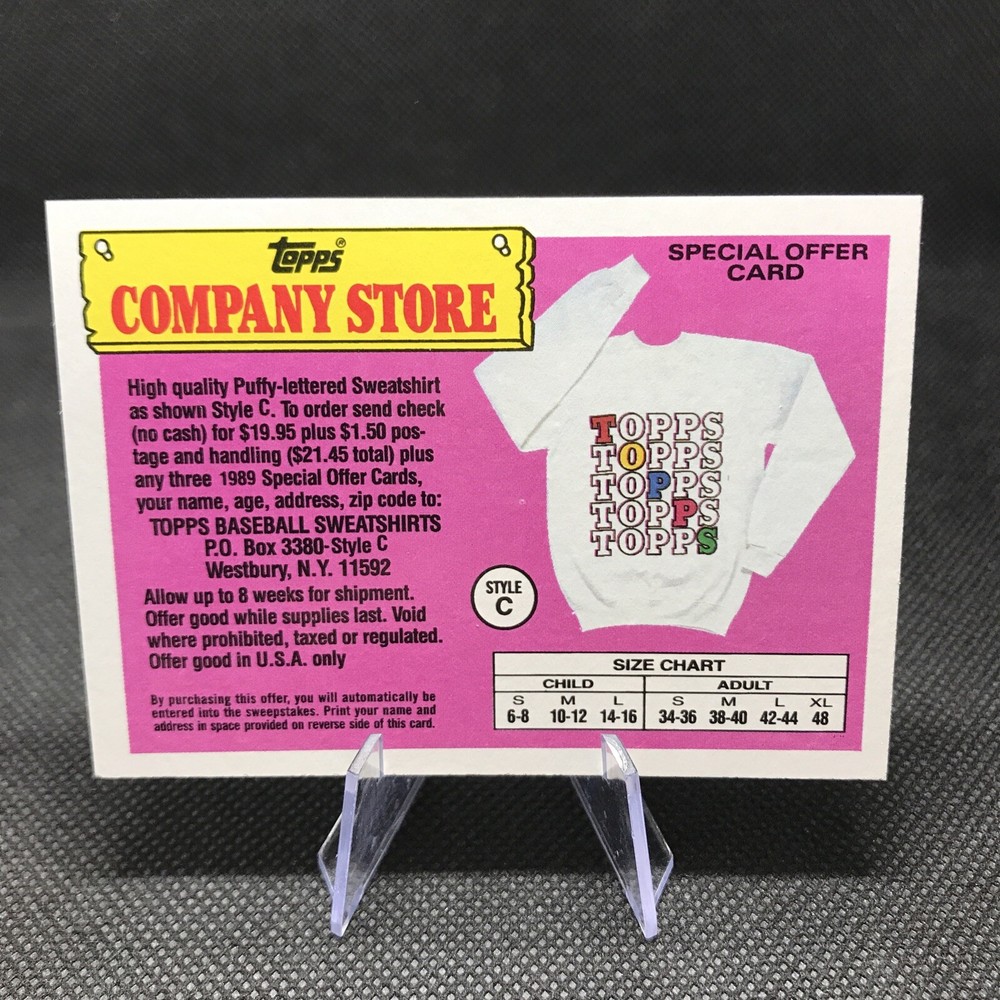 Topps®
COMPANY STORE
SPECIAL OFFER
CARD
High quality Puffy-lettered Sweatshirt
as shown Style C. To order send check
(no cash) for $19.95 plus $1.50 pos-
tage and handling ($21.45 total) plus
any three 1989 Special Offer Cards,
your name, age, address, zip code to:
TOPPS BASEBALL SWEATSHIRTS
P.O. Box 3380-Style C
Westbury, N.Y. 11592
Allow up to 8 weeks for shipment.
Offer good while supplies last. Void
where prohibited, taxed or regulated.
Offer good in U.S.A. only
By purchasing this offer, you will automatically be
entered into the sweepstakes. Print your name and
address in space provided on reverse side of this card.
TOPPS
TOPPS
TOPPS
TOPPS
TOPPS
STYLE
C
SIZE CHART
CHILD ADULT
S M L S M L XL
6-8 10-12 14-16 34-36 38-40 42-44 48